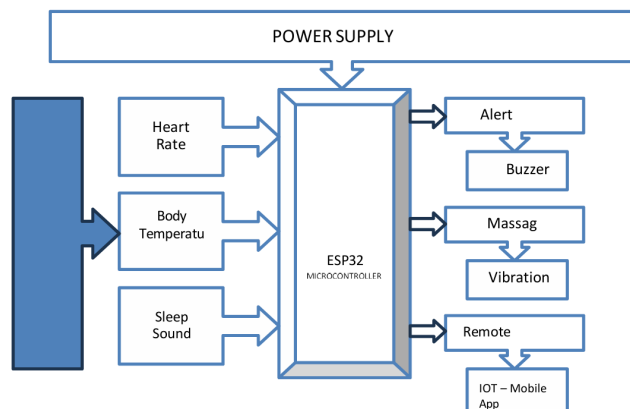 POWER SUPPLY
Heart
Rate
Body
Temperatu
Sleep
Sound
ESP32
MICROCONTROLLER
Alert
Buzzer
Massag
Vibration
Remote
IOT – Mobile
App